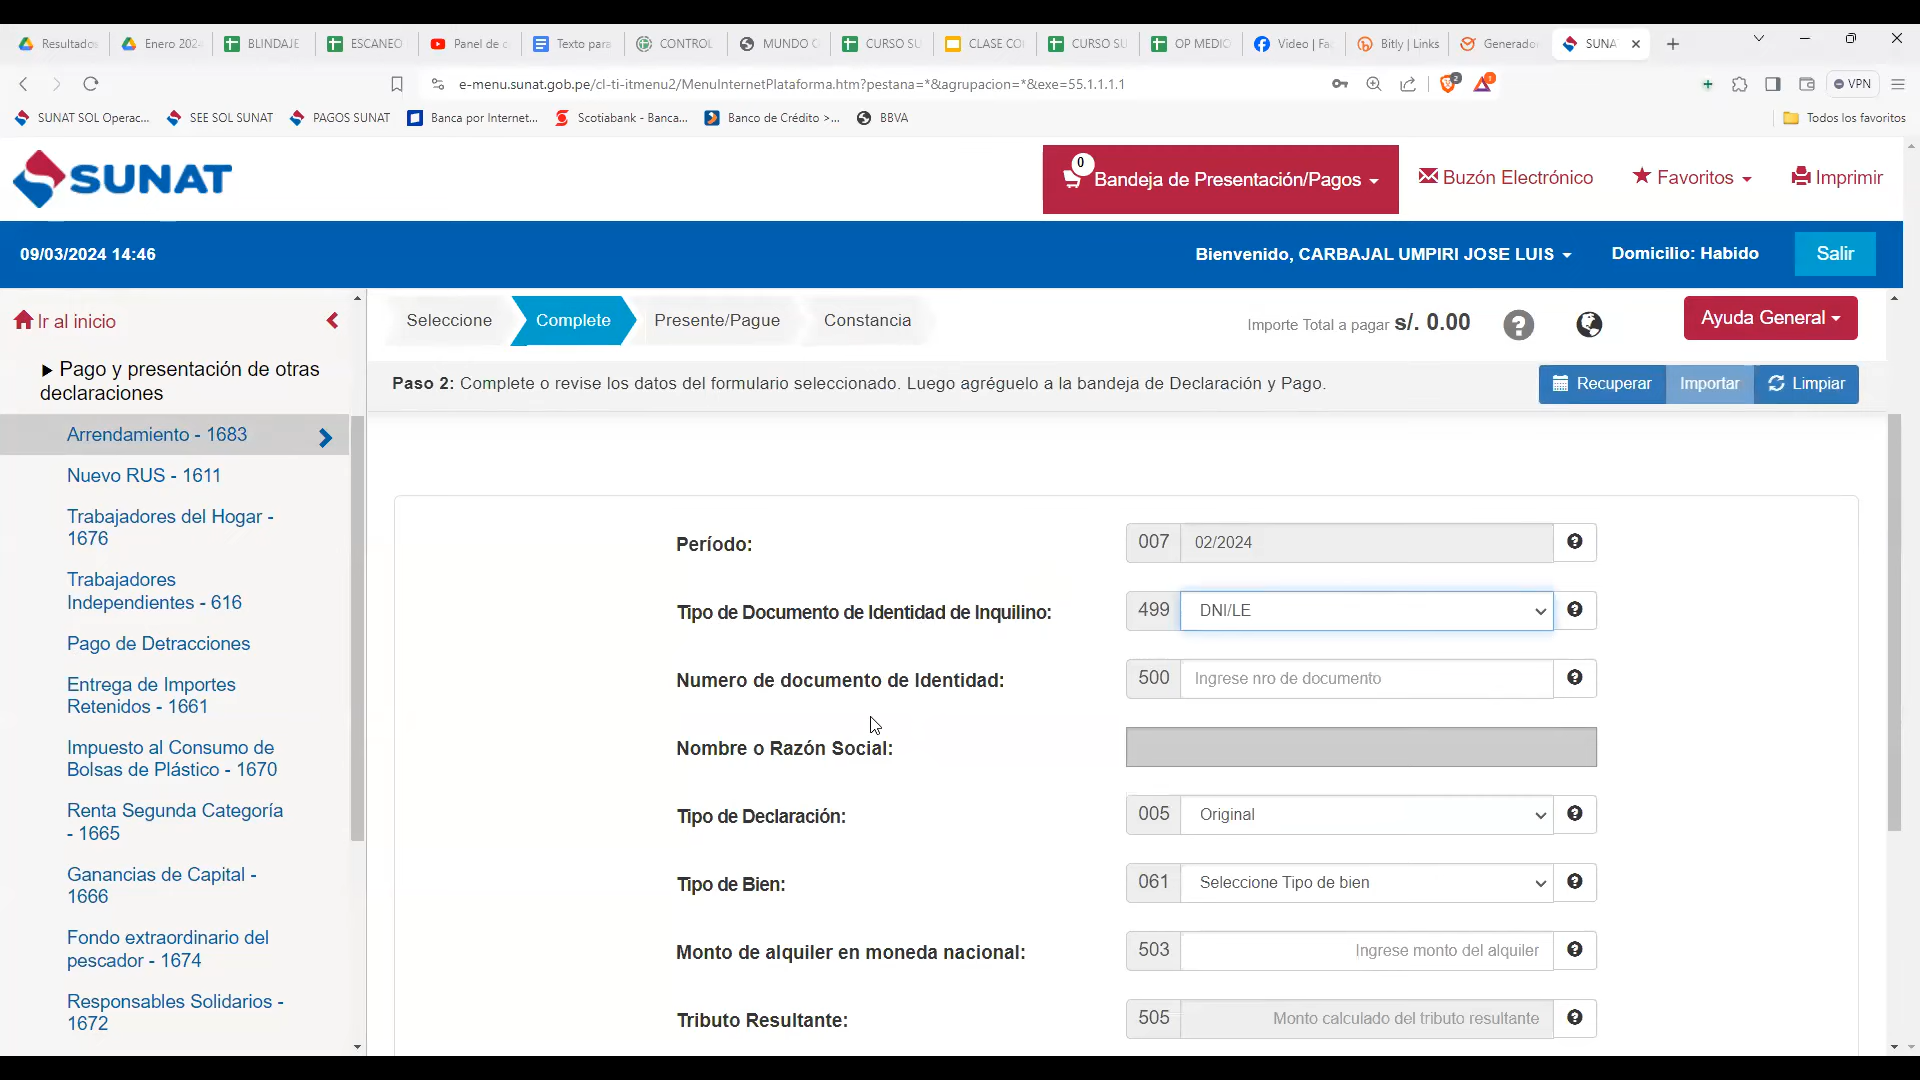 Resultados
Enero 202
BLINDAJE
ESCANEO
Panel de c
Texto para
CONTROL
MUNDO C
CURSO SU
CLASE CO
CURSO SU
OP MEDIC
Video | Fa
Bitly | Links
Generado
SUNA
e-menu.sunat.gob.pe/cl-ti-itmenu2/MenuInternetPlataforma.htm?pestana=*&agrupacion=*&exe=55.1.1.1.1
2
1
VPN
SUNAT SOL Operac...
SEE SOL SUNAT
PAGOS SUNAT
Banca por Internet...
Scotiabank - Banca...
Banco de Crédito >...
BBVA
Todos los favoritos
SUNAT
0
Bandeja de Presentación/Pagos
Buzón Electrónico
Favoritos
Imprimir
09/03/2024 14:46
Bienvenido, CARBAJAL UMPIRI JOSE LUIS
Domicilio: Habido
Salir
Ir al inicio
Pago y presentación de otras
declaraciones
Arrendamiento - 1683
Nuevo RUS - 1611
Trabajadores del Hogar -
1676
Trabajadores
Independientes - 616
Pago de Detracciones
Entrega de Importes
Retenidos - 1661
Impuesto al Consumo de
Bolsas de Plástico - 1670
Renta Segunda Categoría
- 1665
Ganancias de Capital -
1666
Fondo extraordinario del
pescador - 1674
Responsables Solidarios -
1672
Seleccione
Complete
Presente/Pague
Constancia
Importe Total a pagar s/. 0.00
Ayuda General
Paso 2: Complete o revise los datos del formulario seleccionado. Luego agréguelo a la bandeja de Declaración y Pago.
Recuperar
Importar
Limpiar
Período:
007
02/2024
Tipo de Documento de Identidad de Inquilino:
499
DNI/LE
Numero de documento de Identidad:
500
Ingrese nro de documento
Nombre o Razón Social:
Tipo de Declaración:
005
Original
Tipo de Bien:
061
Seleccione Tipo de bien
Monto de alquiler en moneda nacional:
503
Ingrese monto del alquiler
Tributo Resultante:
505
Monto calculado del tributo resultante